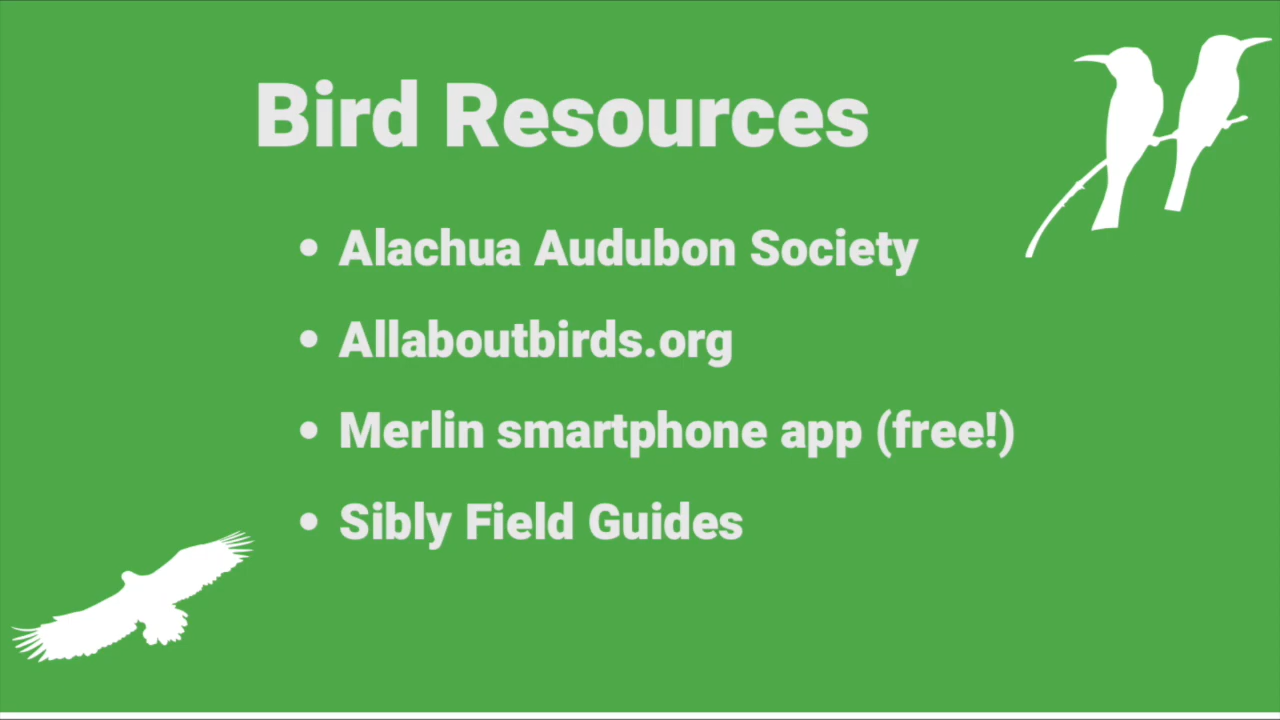 Bird Resources
• Alachua Audubon Society
• Allaboutbirds.org
• Merlin smartphone app (free!)
• Sibly Field Guides